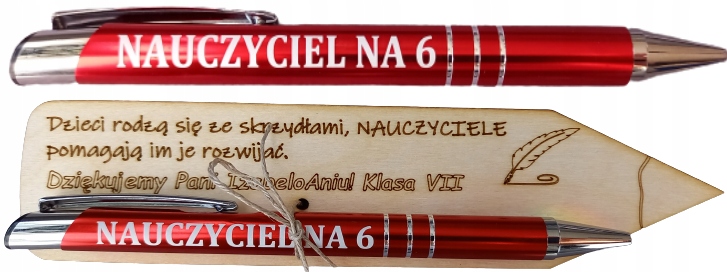 NAUCZYCIEL NA 6
Dzieci rodzą się ze skrzydłami, NAUCZYCIELE
pomagają im je rozwijać.
Dziękujemy Pani IzabeloAniu! Klasa VII
NAUCZYCIEL NA 6